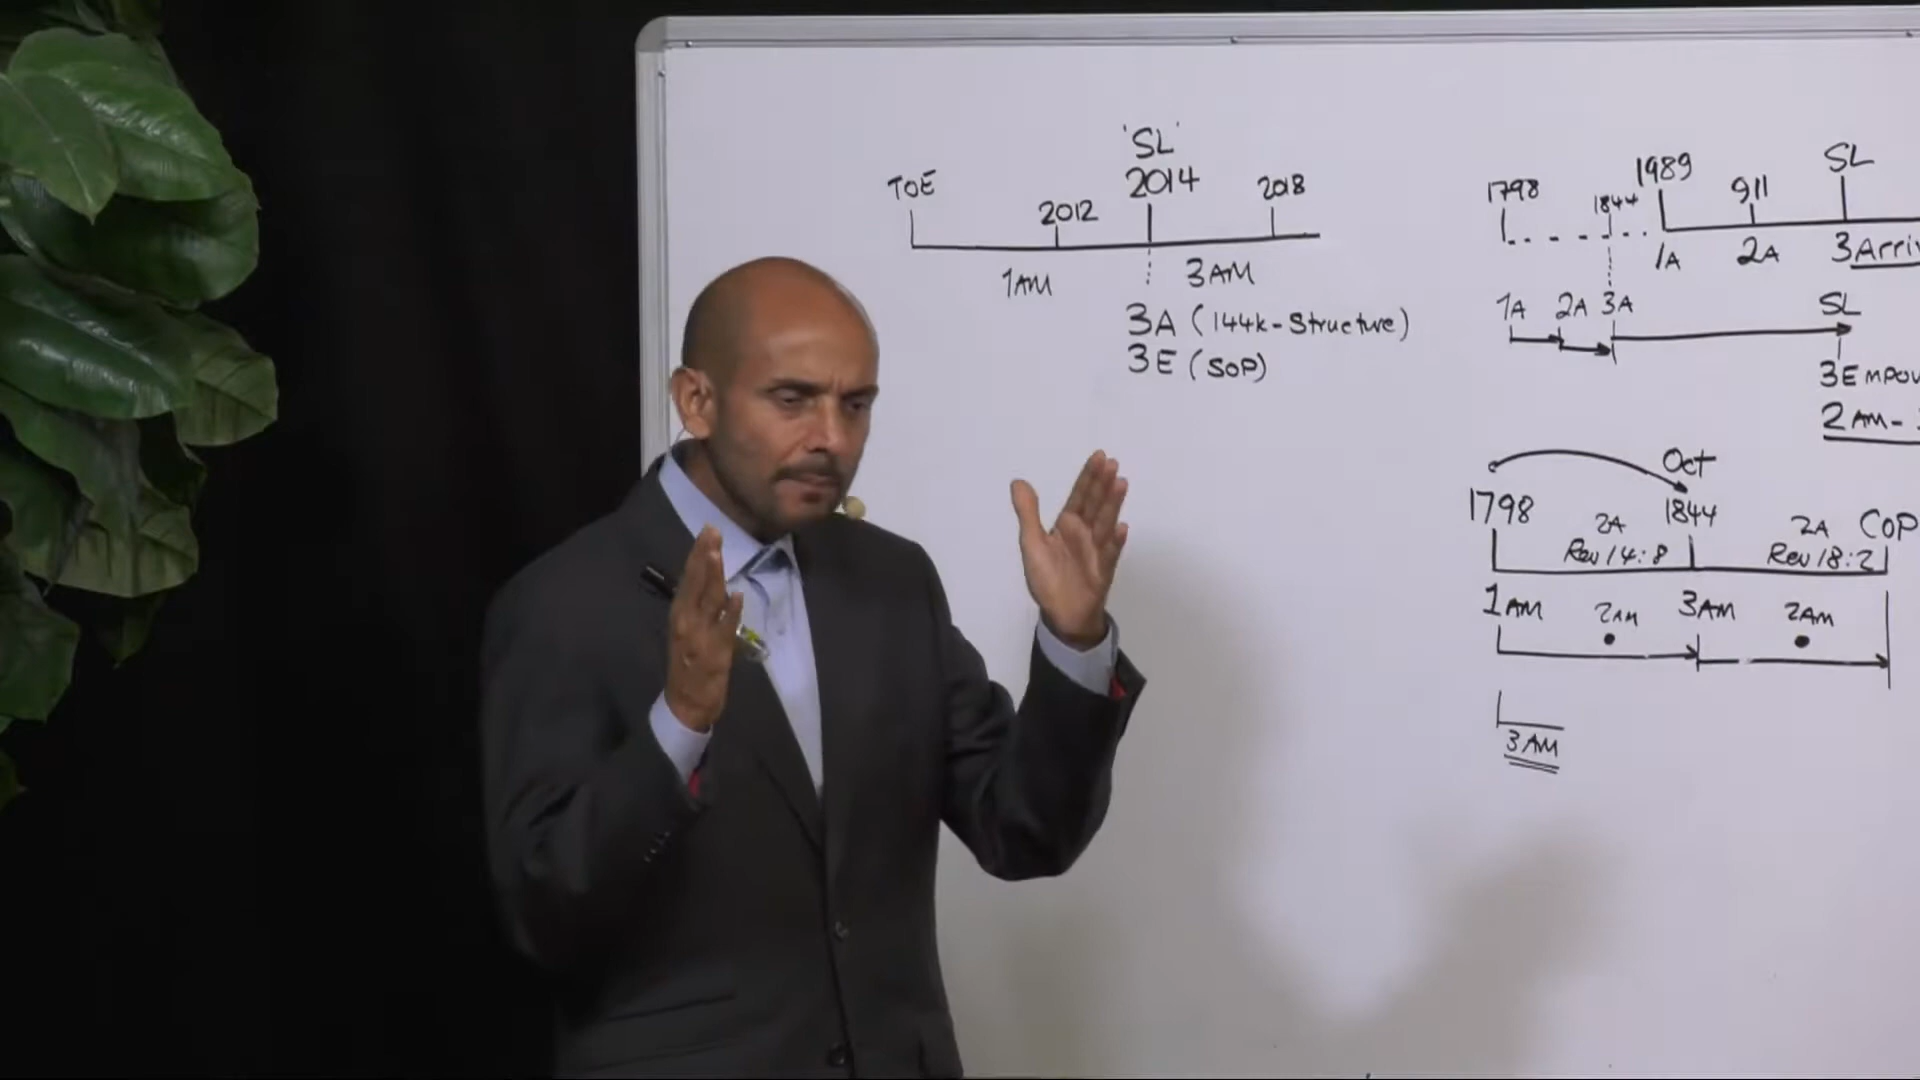 'SL'
TOE 2012 2014 2018
1AM 3AM
3A (144k-Structure)
3E (SOP)
1798 1844 1989 911 SL
1A 2A 3Arriv
1A 2A 3A SL
3Empow
2AM-
Oct
1798 2A 1844 2A COP
Rev 14:8 Rev 18:2
1AM 2AM 3AM 2AM
3AM